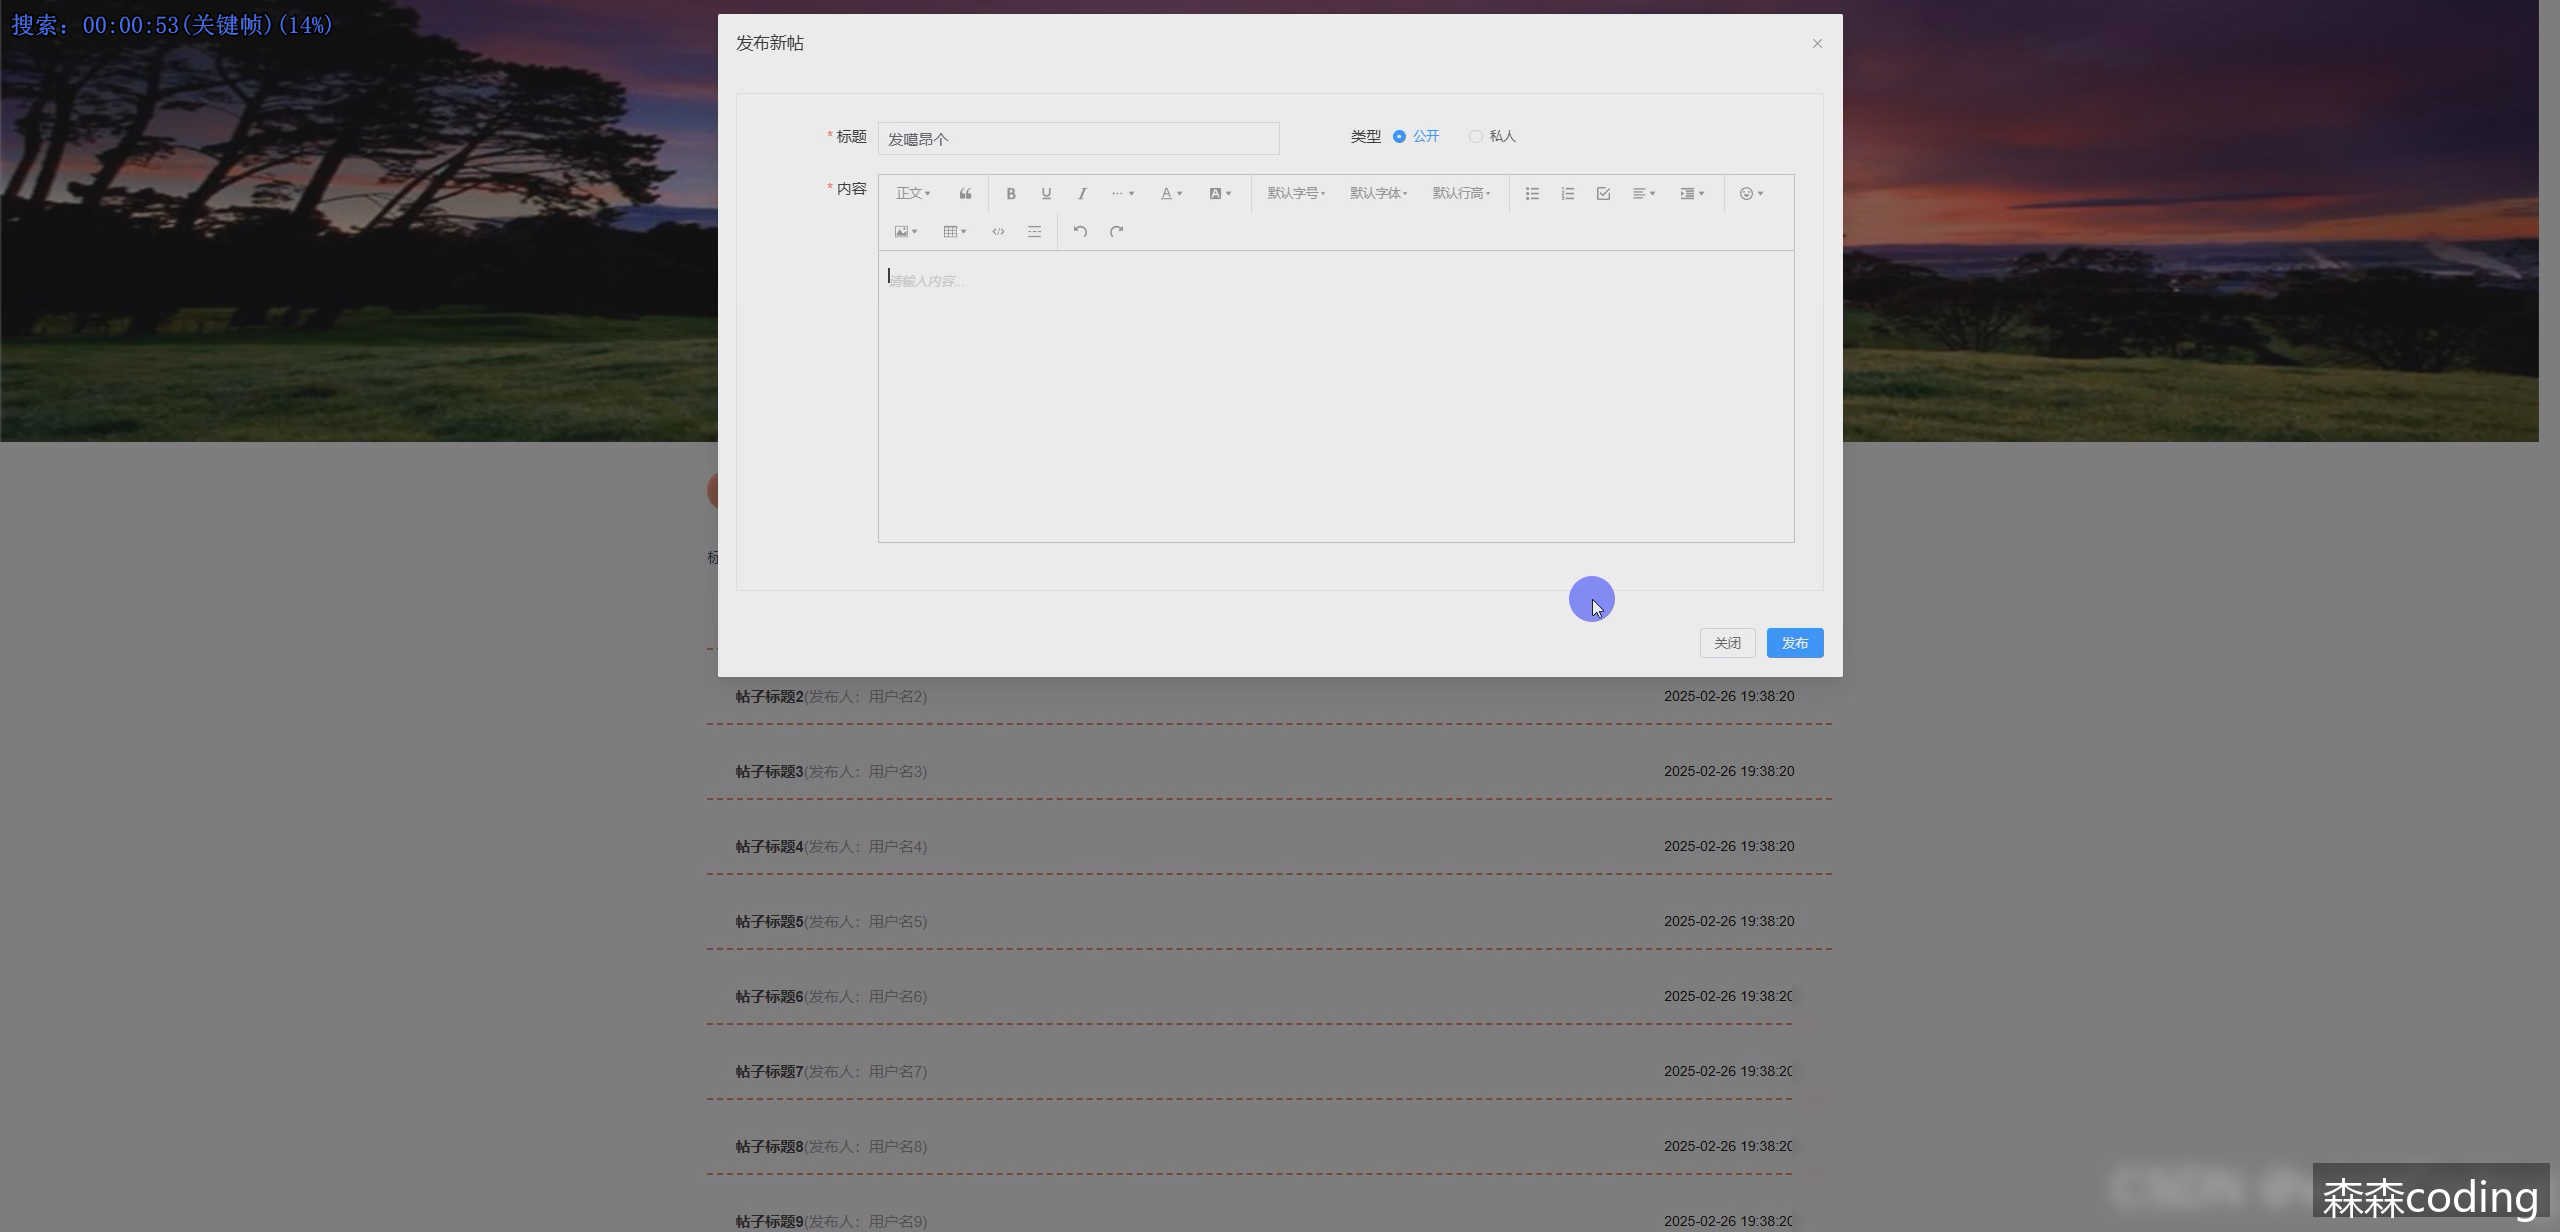 搜索：00:00:53(关键帧)(14%)
发布新帖
* 标题 发噶昂个 类型 公开 私人
* 内容 正文 B U I ··· A A 默认字号 默认字体 默认行高
请输入内容...
关闭 发布
标
帖子标题2(发布人：用户名2) 2025-02-26 19:38:20
帖子标题3(发布人：用户名3) 2025-02-26 19:38:20
帖子标题4(发布人：用户名4) 2025-02-26 19:38:20
帖子标题5(发布人：用户名5) 2025-02-26 19:38:20
帖子标题6(发布人：用户名6) 2025-02-26 19:38:20
帖子标题7(发布人：用户名7) 2025-02-26 19:38:20
帖子标题8(发布人：用户名8) 2025-02-26 19:38:20
帖子标题9(发布人：用户名9) 2025-02-26 19:38:20
森森coding